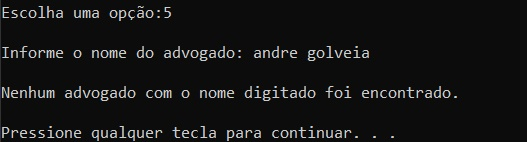 Escolha uma opção:5
Informe o nome do advogado: andre golveia
Nenhum advogado com o nome digitado foi encontrado.
Pressione qualquer tecla para continuar. . .